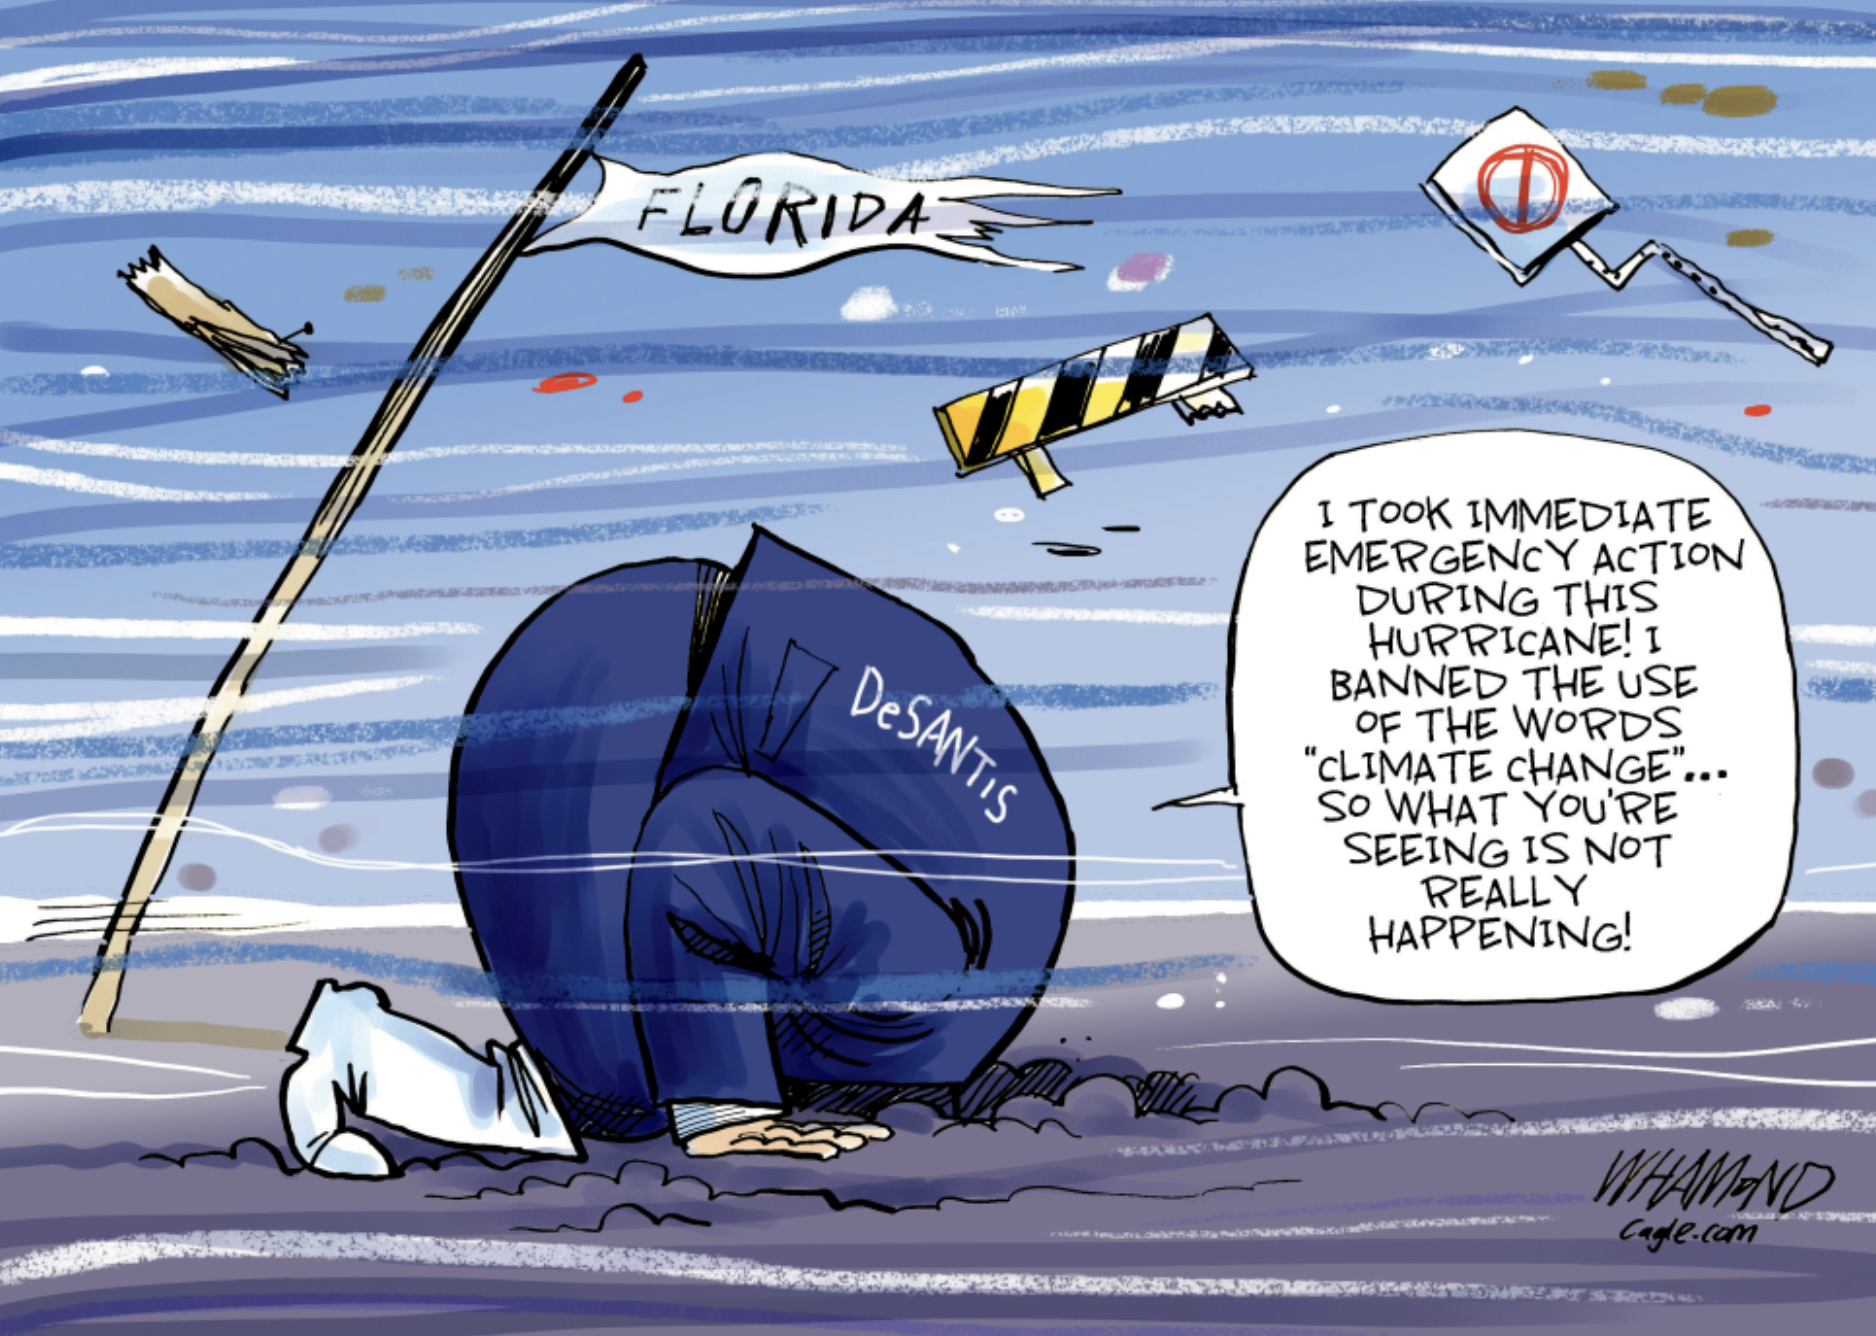 FLORIDA
DeSANTiS
I TOOK IMMEDIATE
EMERGENCY ACTION
DURING THIS
HURRICANE! I
BANNED THE USE
OF THE WORDS
“CLIMATE CHANGE”...
SO WHAT YOU'RE
SEEING IS NOT
REALLY
HAPPENING!
WHAMOND
Cagle.com